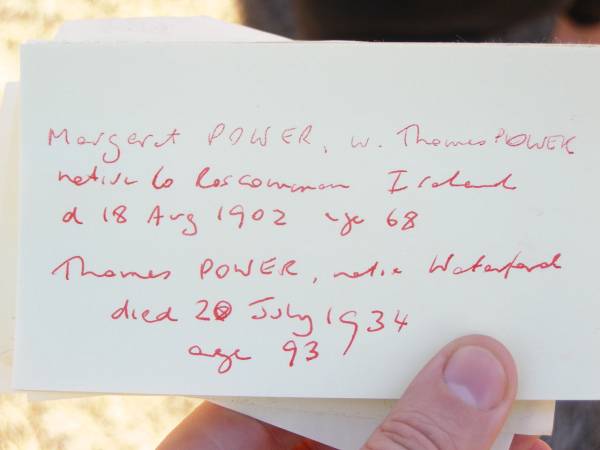 Margaret POWER, w. Thomas POWER
native Co Roscommon Ireland
d 18 Aug 1902 age 68
Thomas POWER, native Waterford
died 20 July 1934
age 93